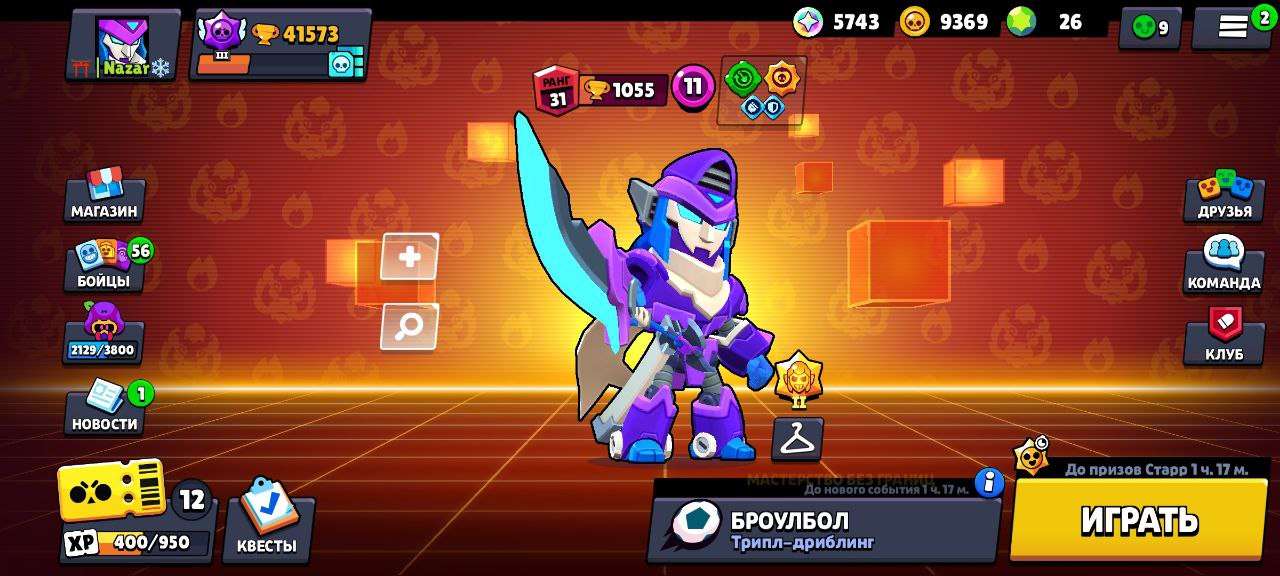 Nazar
III
41573
5743
9369
26
9
2
РАНГ
31
1055
11
МАГАЗИН
56
БОЙЦЫ
2129/3800
1
НОВОСТИ
12
XP
400/950
КВЕСТЫ
ДРУЗЬЯ
КОМАНДА
КЛУБ
II
МАСТЕРСТВО БЕЗ ГРАНИЦ
До нового события 1 ч. 17 м.
i
БРОУЛБОЛ
Трипл-дриблинг
До призов Старр 1 ч. 17 м.
ИГРАТЬ